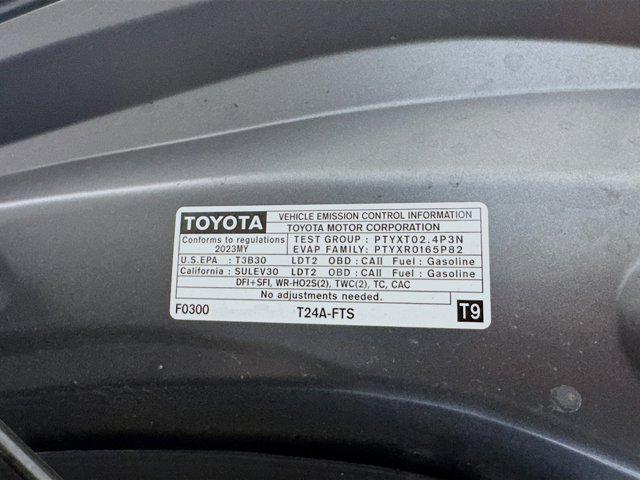 TOYOTA VEHICLE EMISSION CONTROL INFORMATION
TOYOTA MOTOR CORPORATION
Conforms to regulations TEST GROUP : PTYXT02.4P3N
2023MY EVAP FAMILY: PTYXR0165P82
U.S.EPA : T3B30 LDT2 OBD : CAII Fuel : Gasoline
California : SULEV30 LDT2 OBD : CAII Fuel : Gasoline
DFI+SFI, WR-HO2S(2), TWC(2), TC, CAC
No adjustments needed.
F0300 T24A-FTS T9